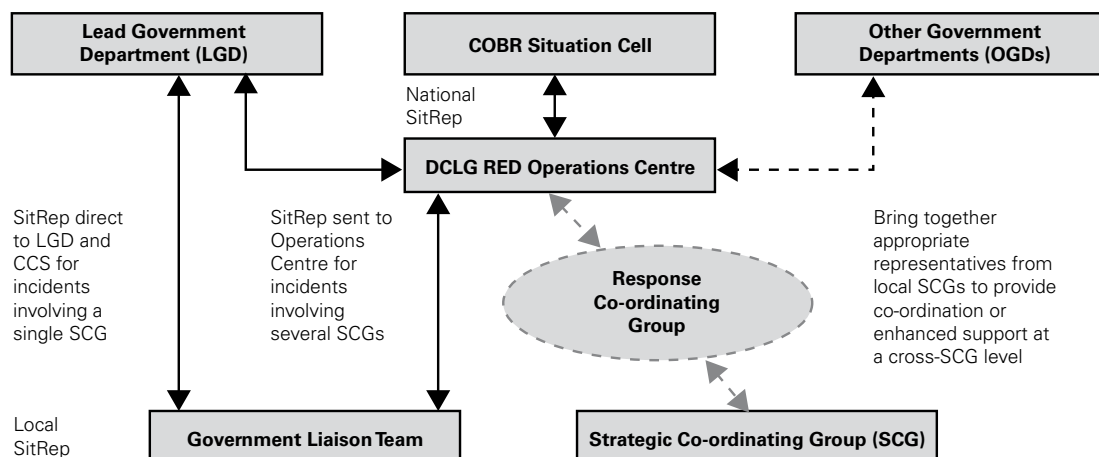 Lead Government
Department (LGD)
COBR Situation Cell
Other Government
Departments (OGDs)
National
SitRep
DCLG RED Operations Centre
SitRep direct
to LGD and
CCS for
incidents
involving a
single SCG
SitRep sent to
Operations
Centre for
incidents
involving
several SCGs
Response
Co-ordinating
Group
Bring together
appropriate
representatives from
local SCGs to provide
co-ordination or
enhanced support at
a cross-SCG level
Local
SitRep
Government Liaison Team
Strategic Co-ordinating Group (SCG)